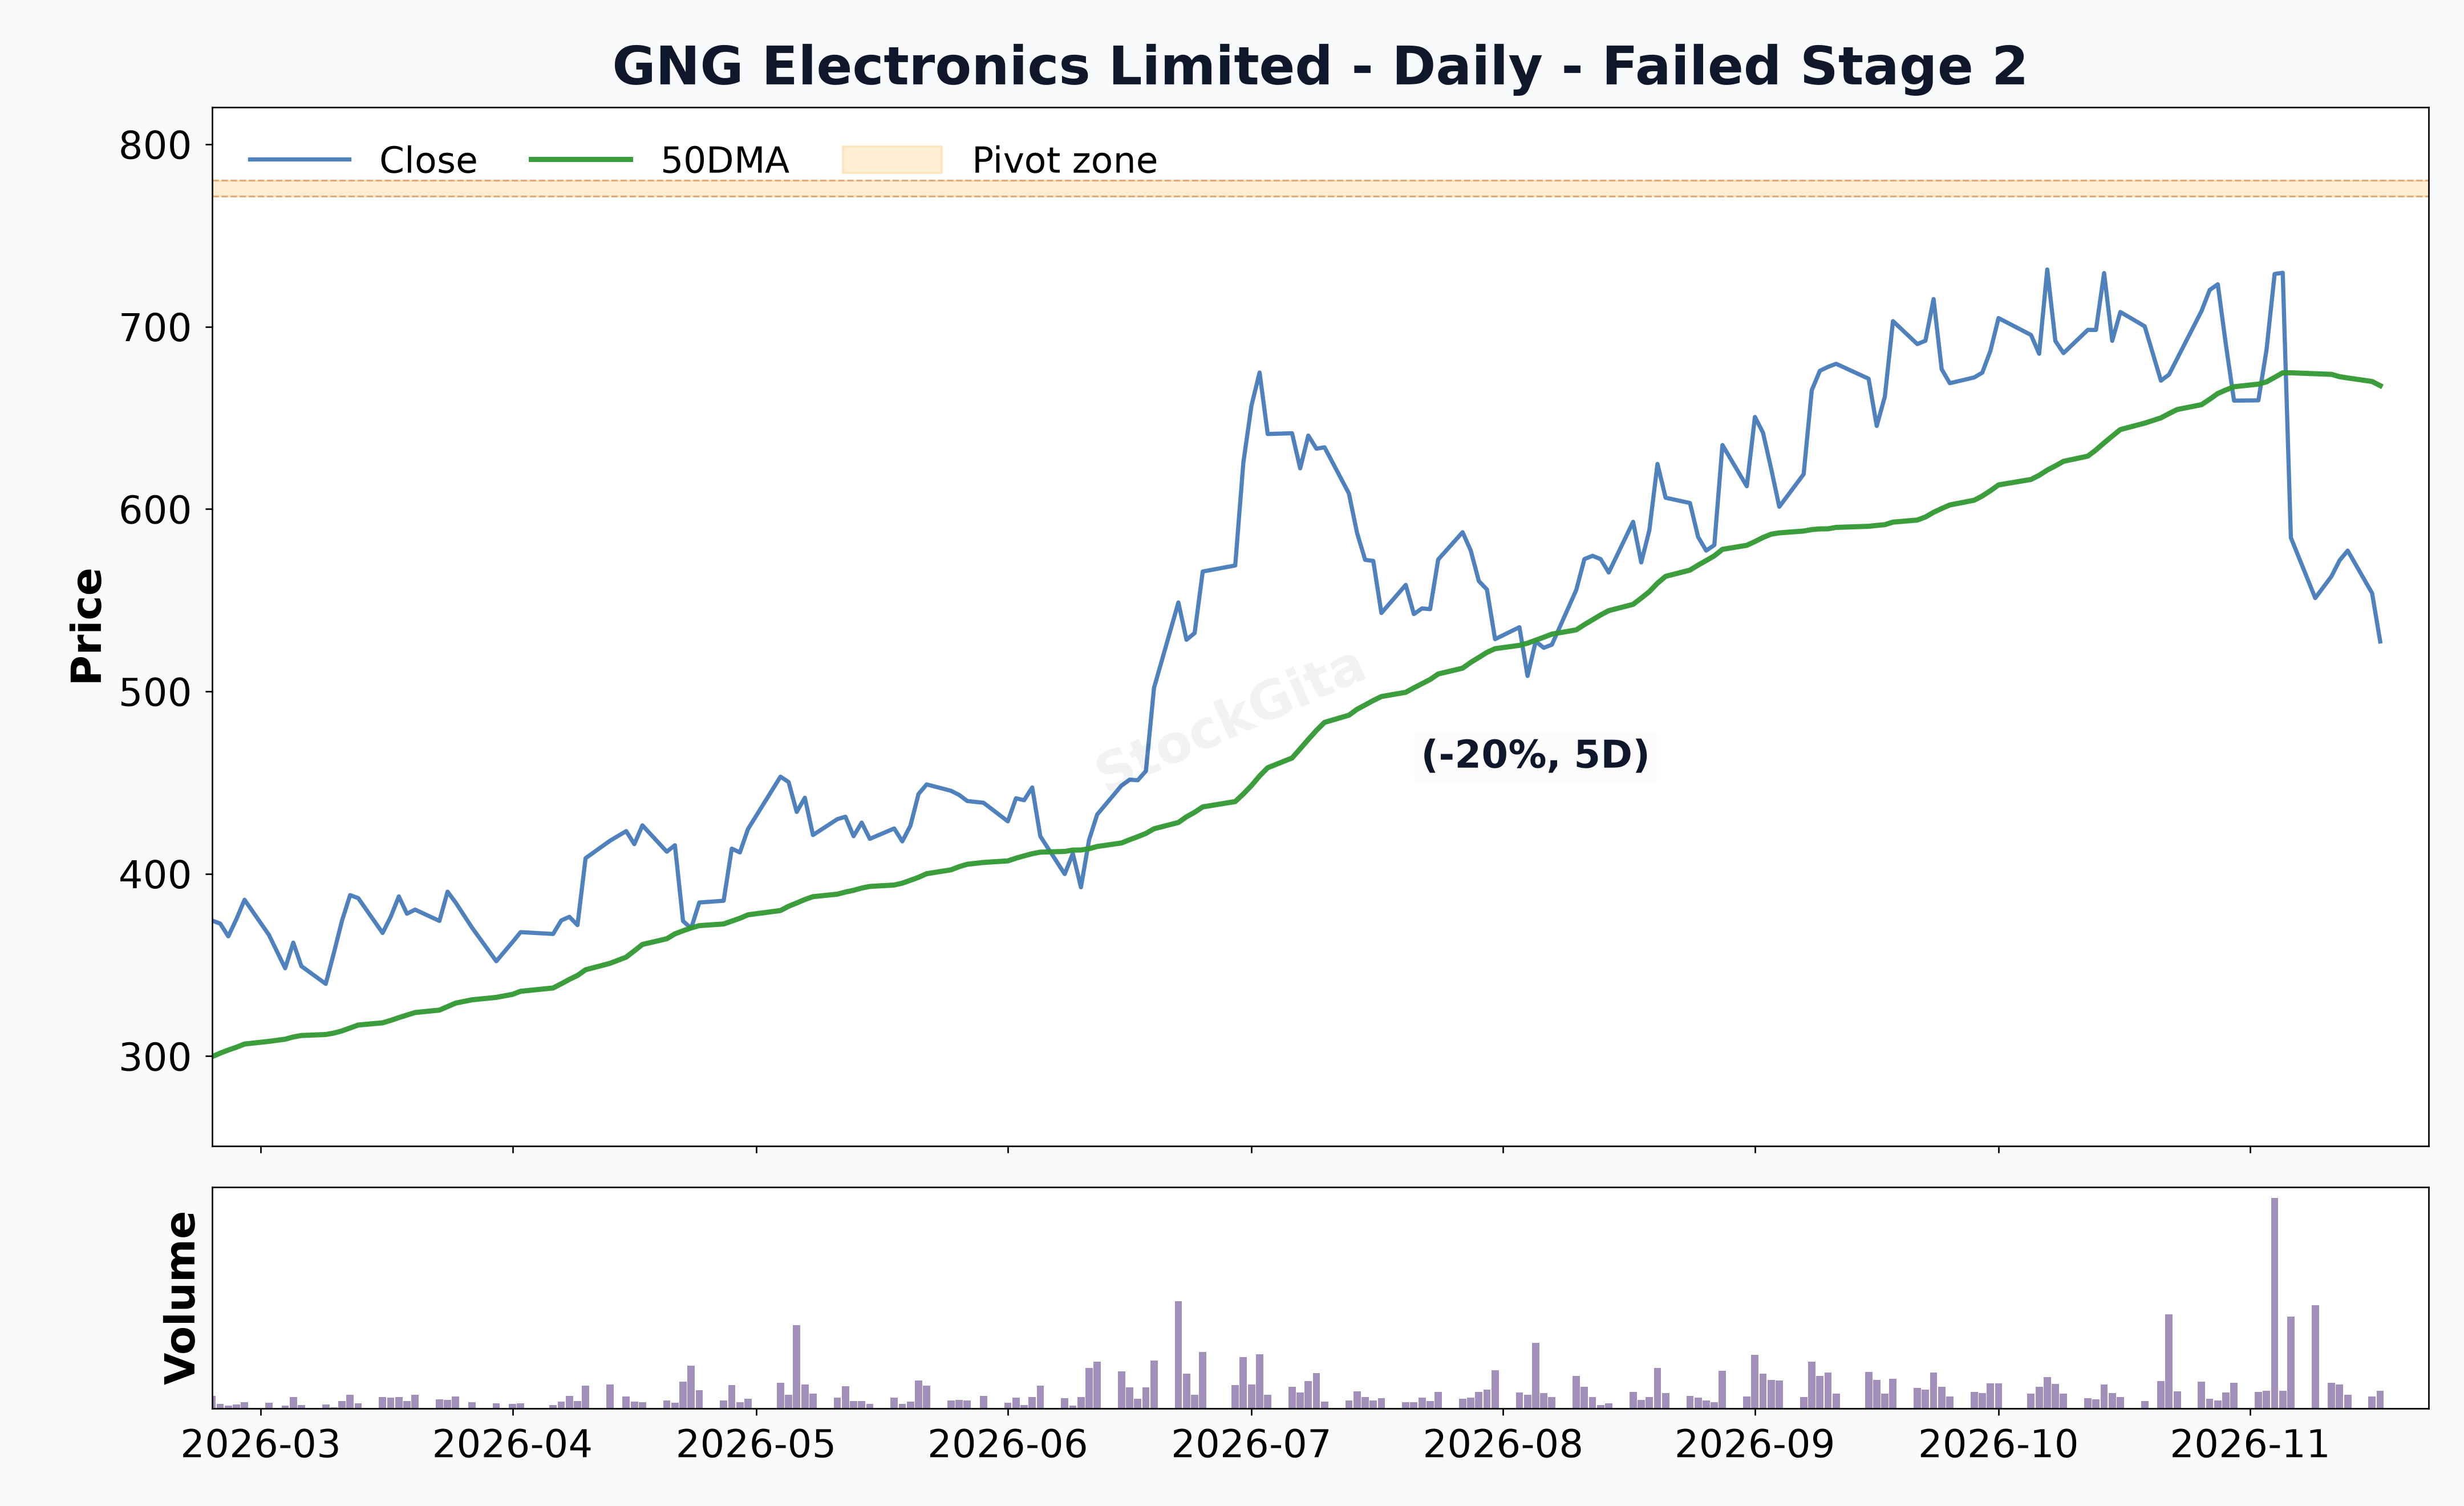 GNG Electronics Limited - Daily - Failed Stage 2
Close 50DMA Pivot zone
800
700
600
500
400
300
Price
StockGita
(-20%, 5D)
Volume
2026-03 2026-04 2026-05 2026-06 2026-07 2026-08 2026-09 2026-10 2026-11